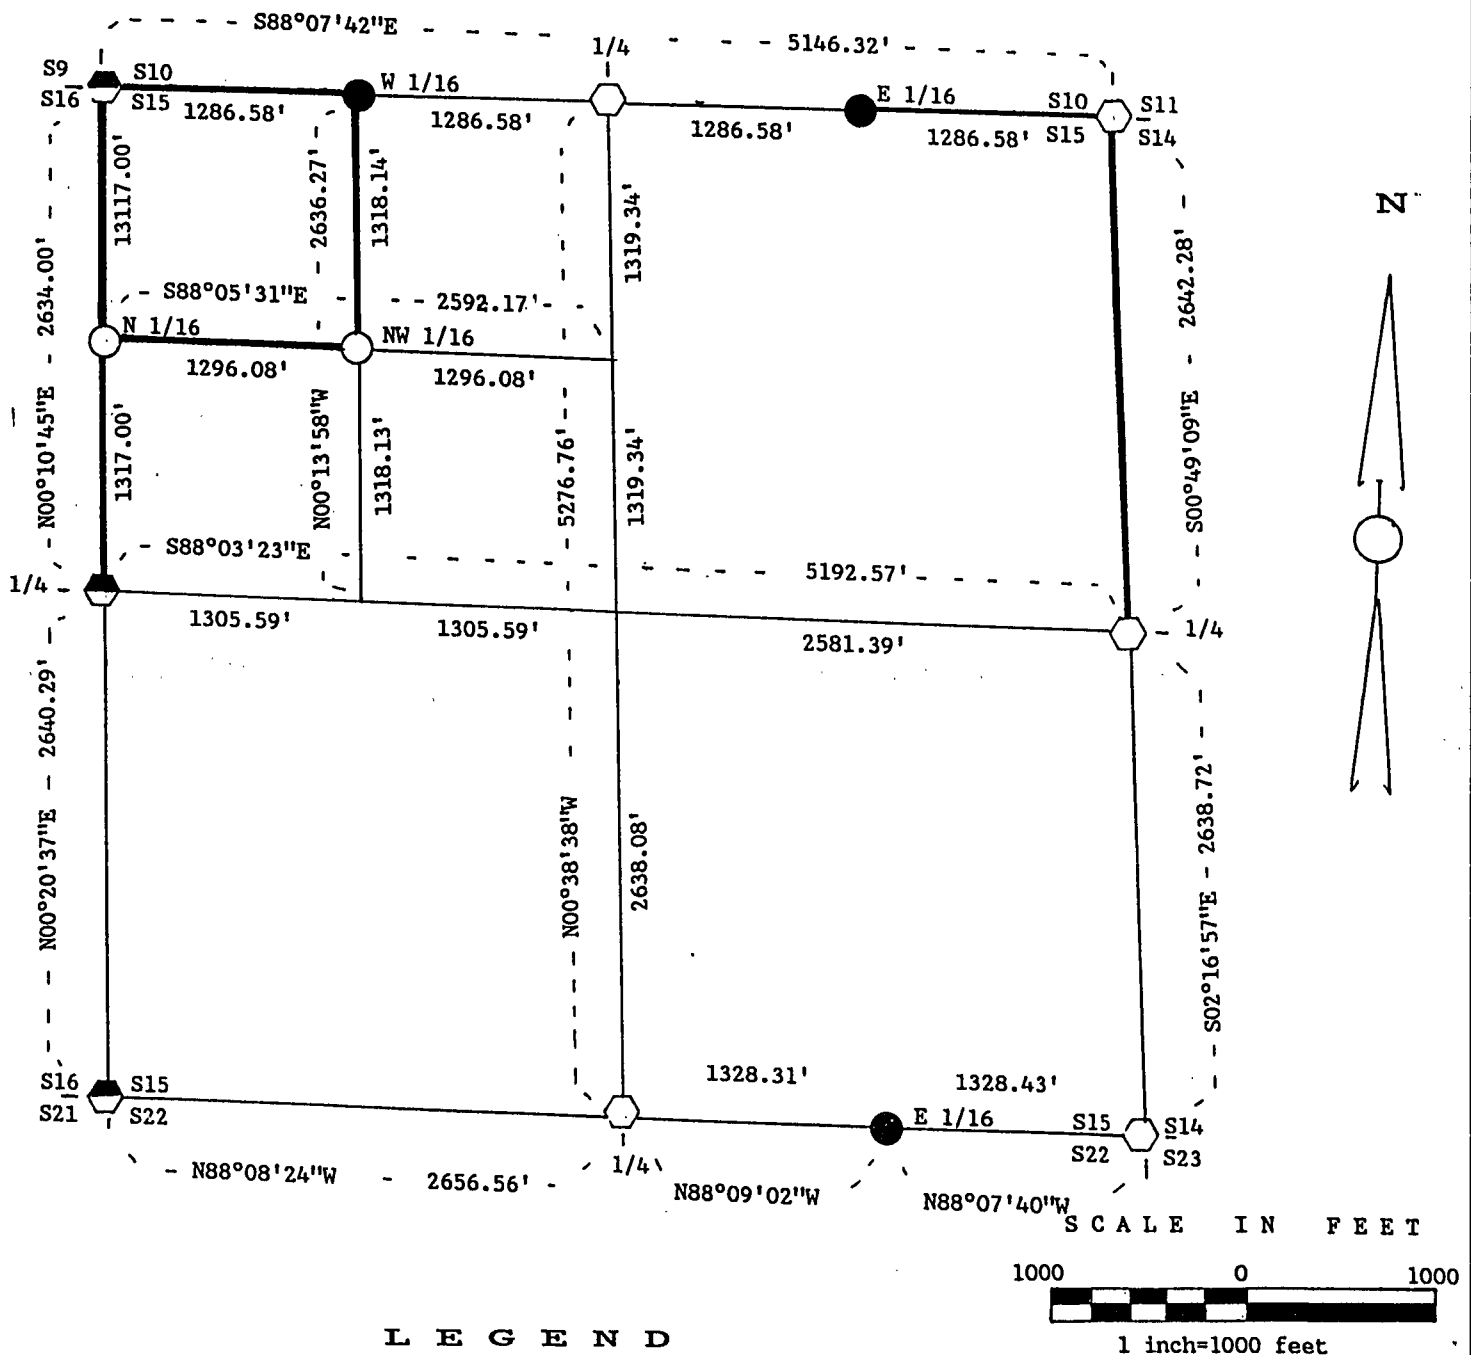 S88°07'42"E 5146.32'
1/4
S9 S10
S16 S15
W 1/16
E 1/16
S10 S11
S15 S14
1286.58'
1286.58'
1286.58'
1286.58'
13117.00'
2636.27'
1318.14'
1319.34'
2642.28'
N
2634.00'
S88°05'31"E 2592.17'
N 1/16
NW 1/16
1296.08'
1296.08'
N00°10'45"E
1317.00'
N00°13'58"W
1318.13'
5276.76'
1319.34'
S00°49'09"E
S88°03'23"E 5192.57'
1/4
1305.59'
1305.59'
2581.39'
1/4
2640.29'
N00°20'37"E
N00°38'38"W
2638.08'
2638.72'
S02°16'57"E
1328.31'
1328.43'
S16 S15
S21 S22
E 1/16
S15 S14
S22 S23
1/4
N88°08'24"W 2656.56'
N88°09'02"W
N88°07'40"W
SCALE IN FEET
1000 0 1000
1 inch=1000 feet
LEGEND